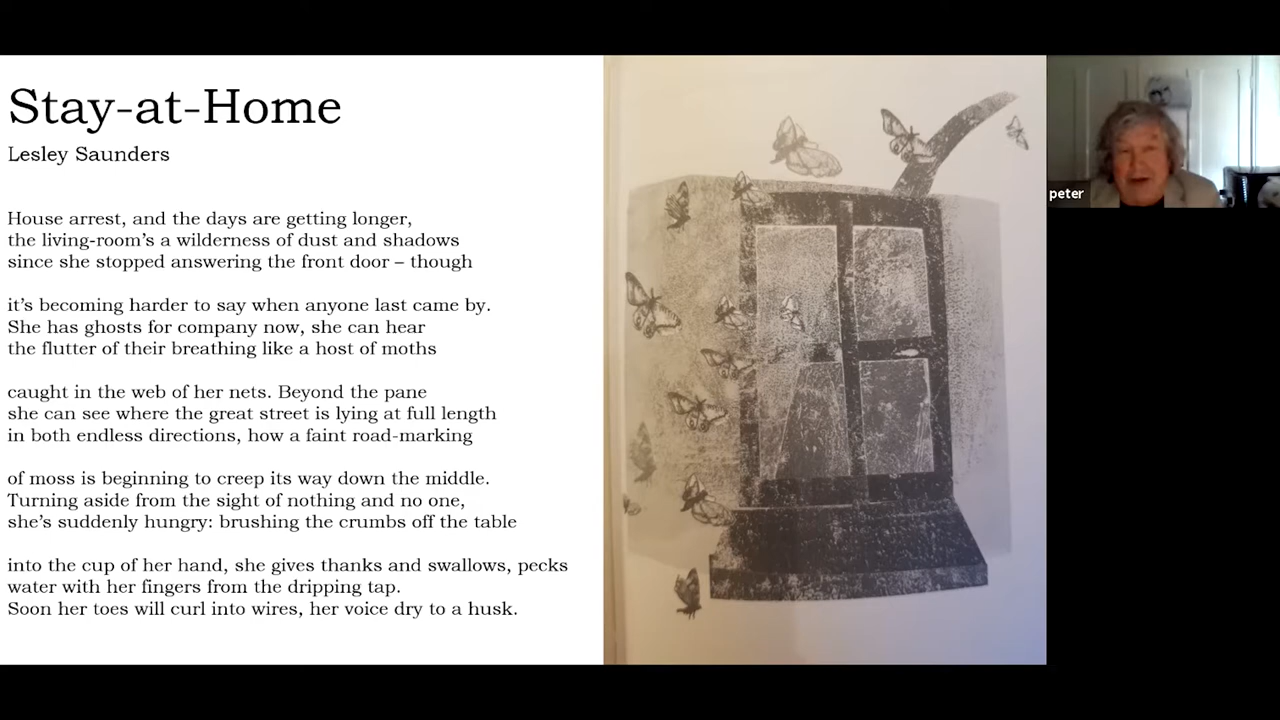 Stay-at-Home
Lesley Saunders
House arrest, and the days are getting longer,
the living-room’s a wilderness of dust and shadows
since she stopped answering the front door – though
it’s becoming harder to say when anyone last came by.
She has ghosts for company now, she can hear
the flutter of their breathing like a host of moths
caught in the web of her nets. Beyond the pane
she can see where the great street is lying at full length
in both endless directions, how a faint road-marking
of moss is beginning to creep its way down the middle.
Turning aside from the sight of nothing and no one,
she’s suddenly hungry: brushing the crumbs off the table
into the cup of her hand, she gives thanks and swallows, pecks
water with her fingers from the dripping tap.
Soon her toes will curl into wires, her voice dry to a husk.
peter